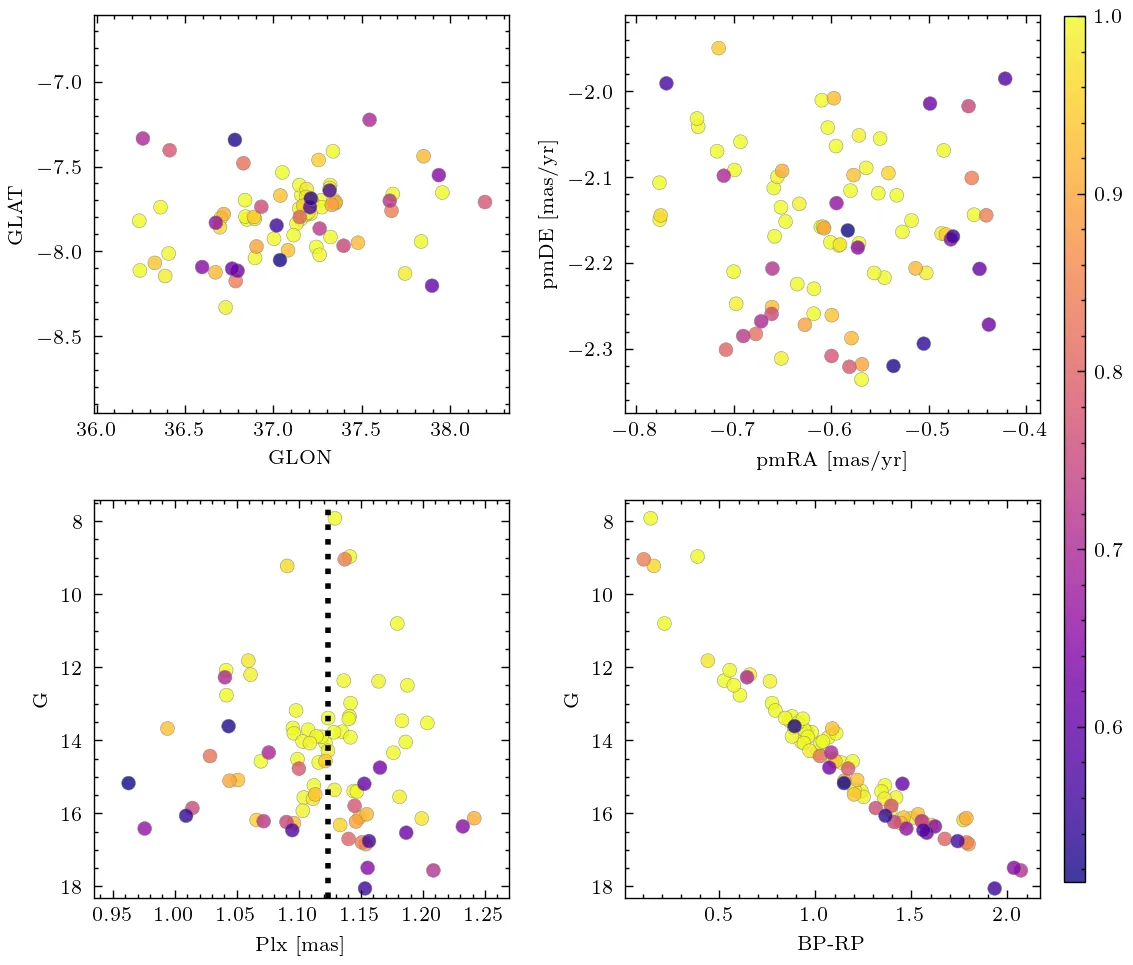 −7.0
−7.5
−8.0
−8.5
GLAT
36.0 36.5 37.0 37.5 38.0
GLON
−2.0
−2.1
−2.2
−2.3
pmDE [mas/yr]
−0.8 −0.7 −0.6 −0.5 −0.4
pmRA [mas/yr]
8
10
12
14
16
18
G
0.95 1.00 1.05 1.10 1.15 1.20 1.25
Plx [mas]
8
10
12
14
16
18
G
0.5 1.0 1.5 2.0
BP-RP
1.0
0.9
0.8
0.7
0.6